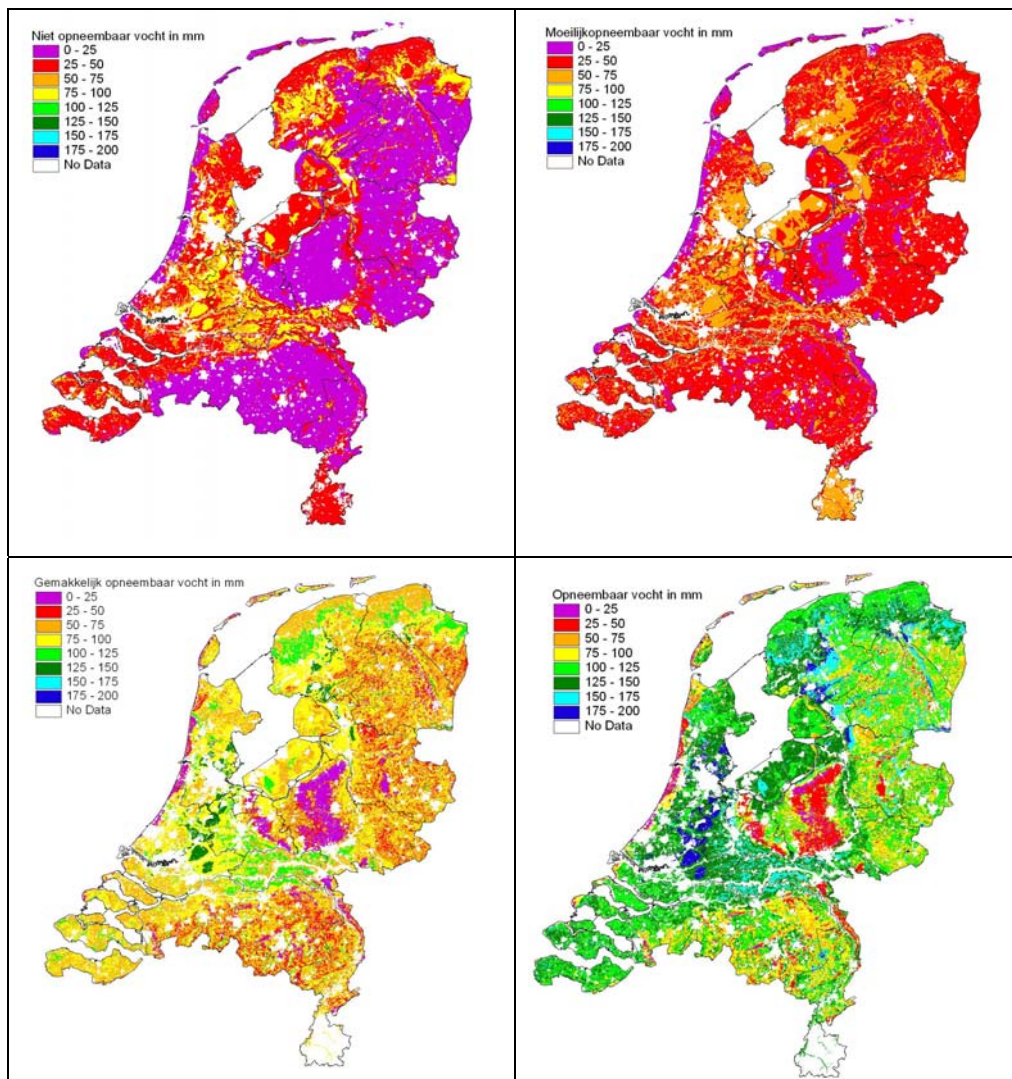 Niet opneembaar vocht in mm
0 - 25
25 - 50
50 - 75
75 - 100
100 - 125
125 - 150
150 - 175
175 - 200
No Data
Moeilijkopneembaar vocht in mm
0 - 25
25 - 50
50 - 75
75 - 100
100 - 125
125 - 150
150 - 175
175 - 200
No Data
Gemakkelijk opneembaar vocht in mm
0 - 25
25 - 50
50 - 75
75 - 100
100 - 125
125 - 150
150 - 175
175 - 200
No Data
Opneembaar vocht in mm
0 - 25
25 - 50
50 - 75
75 - 100
100 - 125
125 - 150
150 - 175
175 - 200
No Data